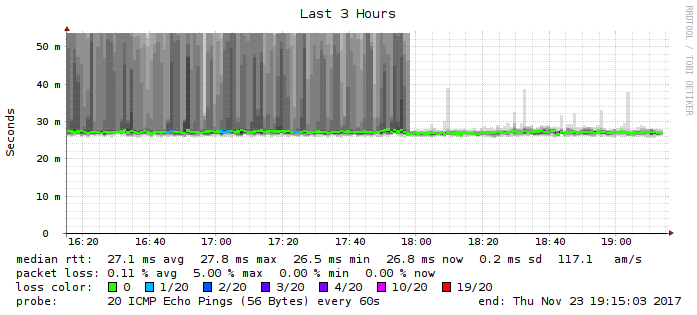 Last 3 Hours
RRDTOOL / TOBI OETIKER
Seconds
50 m
40 m
30 m
20 m
10 m
0
16:20 16:40 17:00 17:20 17:40 18:00 18:20 18:40 19:00
median rtt: 27.1 ms avg 27.8 ms max 26.5 ms min 26.8 ms now 0.2 ms sd 117.1 am/s
packet loss: 0.11 % avg 5.00 % max 0.00 % min 0.00 % now
loss color: 0 1/20 2/20 3/20 4/20 10/20 19/20
probe: 20 ICMP Echo Pings (56 Bytes) every 60s end: Thu Nov 23 19:15:03 2017